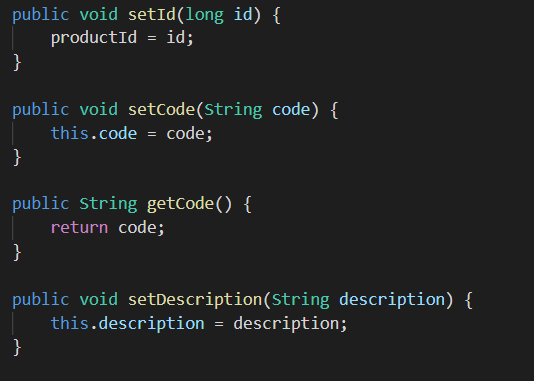 public void setId(long id) {
    productId = id;
}

public void setCode(String code) {
    this.code = code;
}

public String getCode() {
    return code;
}

public void setDescription(String description) {
    this.description = description;
}